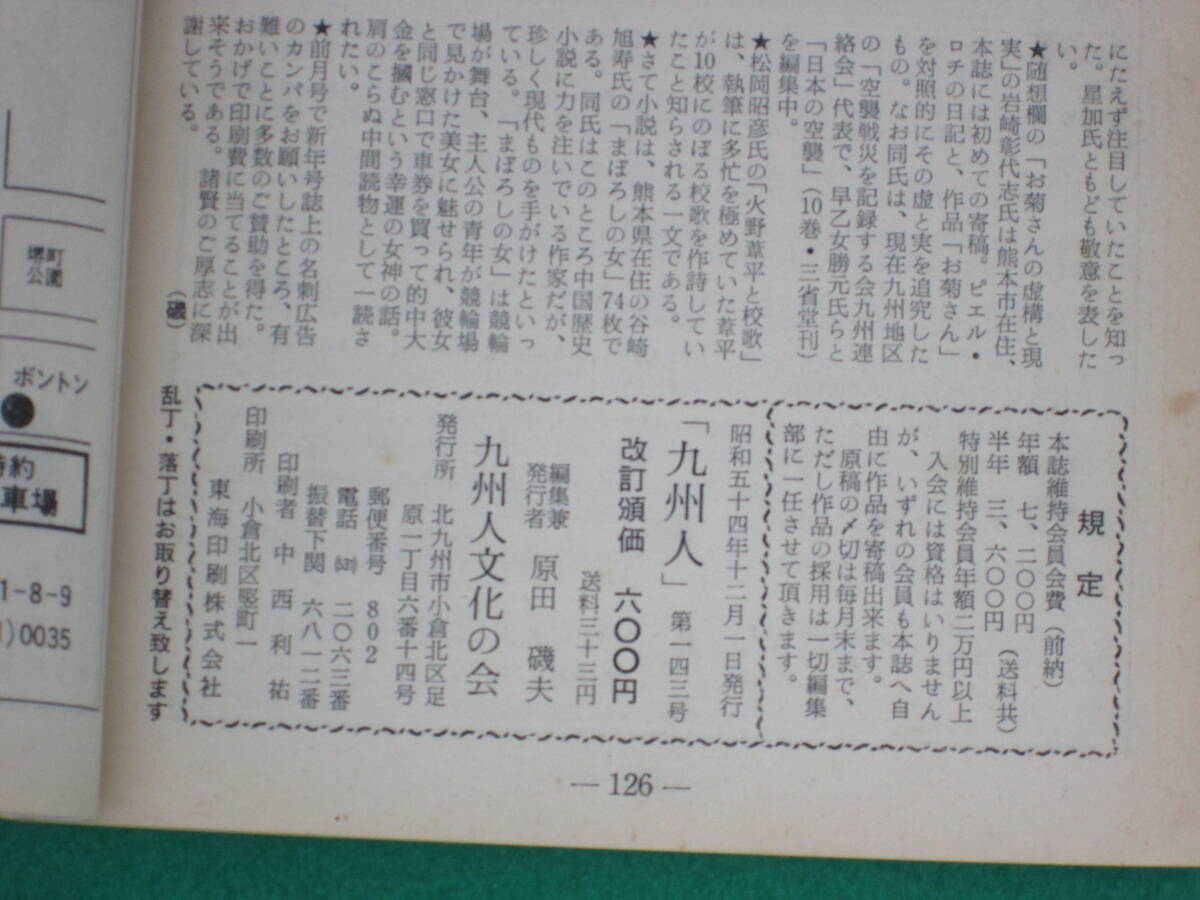 にたえず注目していたことを知っ
た。星加氏ともども敬意を表した
い。
★随想欄の「お菊さんの虚構と現
実」の岩崎彰代志氏は熊本市在住、
本誌には初めての寄稿。ピエル・
ロチの日記と、作品「お菊さん」
を対照的にその虚と実を追究した
もの。なお同氏は、現在九州地区
の「空襲戦災を記録する会九州連
絡会」代表で、早乙女勝元氏らと
「日本の空襲」(10巻・三省堂刊)
を編集中。
★松岡昭彦氏の「火野葦平と校歌」
は、執筆に多忙を極めていた葦平
が10校にのぼる校歌を作詩してい
たことと知らされる一文である。
★さて小説は、熊本県在住の谷崎
旭寿氏の「まぼろしの女」74枚で
ある。同氏はこのところ中国歴史
小説に力を注いでいる作家だが、
珍しく現代ものを手がけたといっ
ている。「まぼろしの女」は競輪
場が舞台、主人公の青年が競輪場
で見かけた美女に魅せられ、彼女
と同じ窓口で車券を買って的中大
金を摑むという幸運の女神の話。
肩のこらぬ中間読物として一読さ
れたい。
★前月号で新年号誌上の名刺広告
のカンパをお願いしたところ、有
難いことに多数のご賛助を得た。
おかげで印刷費に当てることが出
来そうである。諸賢のご厚志に深
謝している。
(磯)
規定
本誌維持会員会費(前納)
年額 七、二〇〇円
半年 三、六〇〇円 (送料共)
特別維持会員年額二万円以上
入会には資格はいりません
が、いずれの会員も本誌へ自
由に作品を寄稿出来ます。
原稿の〆切は毎月末まで、
ただし作品の採用は一切編集
部に一任させて頂きます。
昭和五十四年十二月一日発行
「九州人」 第一四三号
改訂頒価 六〇〇円
送料三十三円
編集兼
発行者 原田 磯夫
九州人文化の会
発行所 北九州市小倉北区足
原一丁目六番十四号
郵便番号 802
電話 (531) 二〇六三番
振替下関 六八一二番
印刷者 中西利祐
印刷所 小倉北区竪町一
東海印刷株式会社
乱丁・落丁はお取り替え致します
— 126 —
堺町
公園
ボントン
特約
車場
1-8-9
)0035